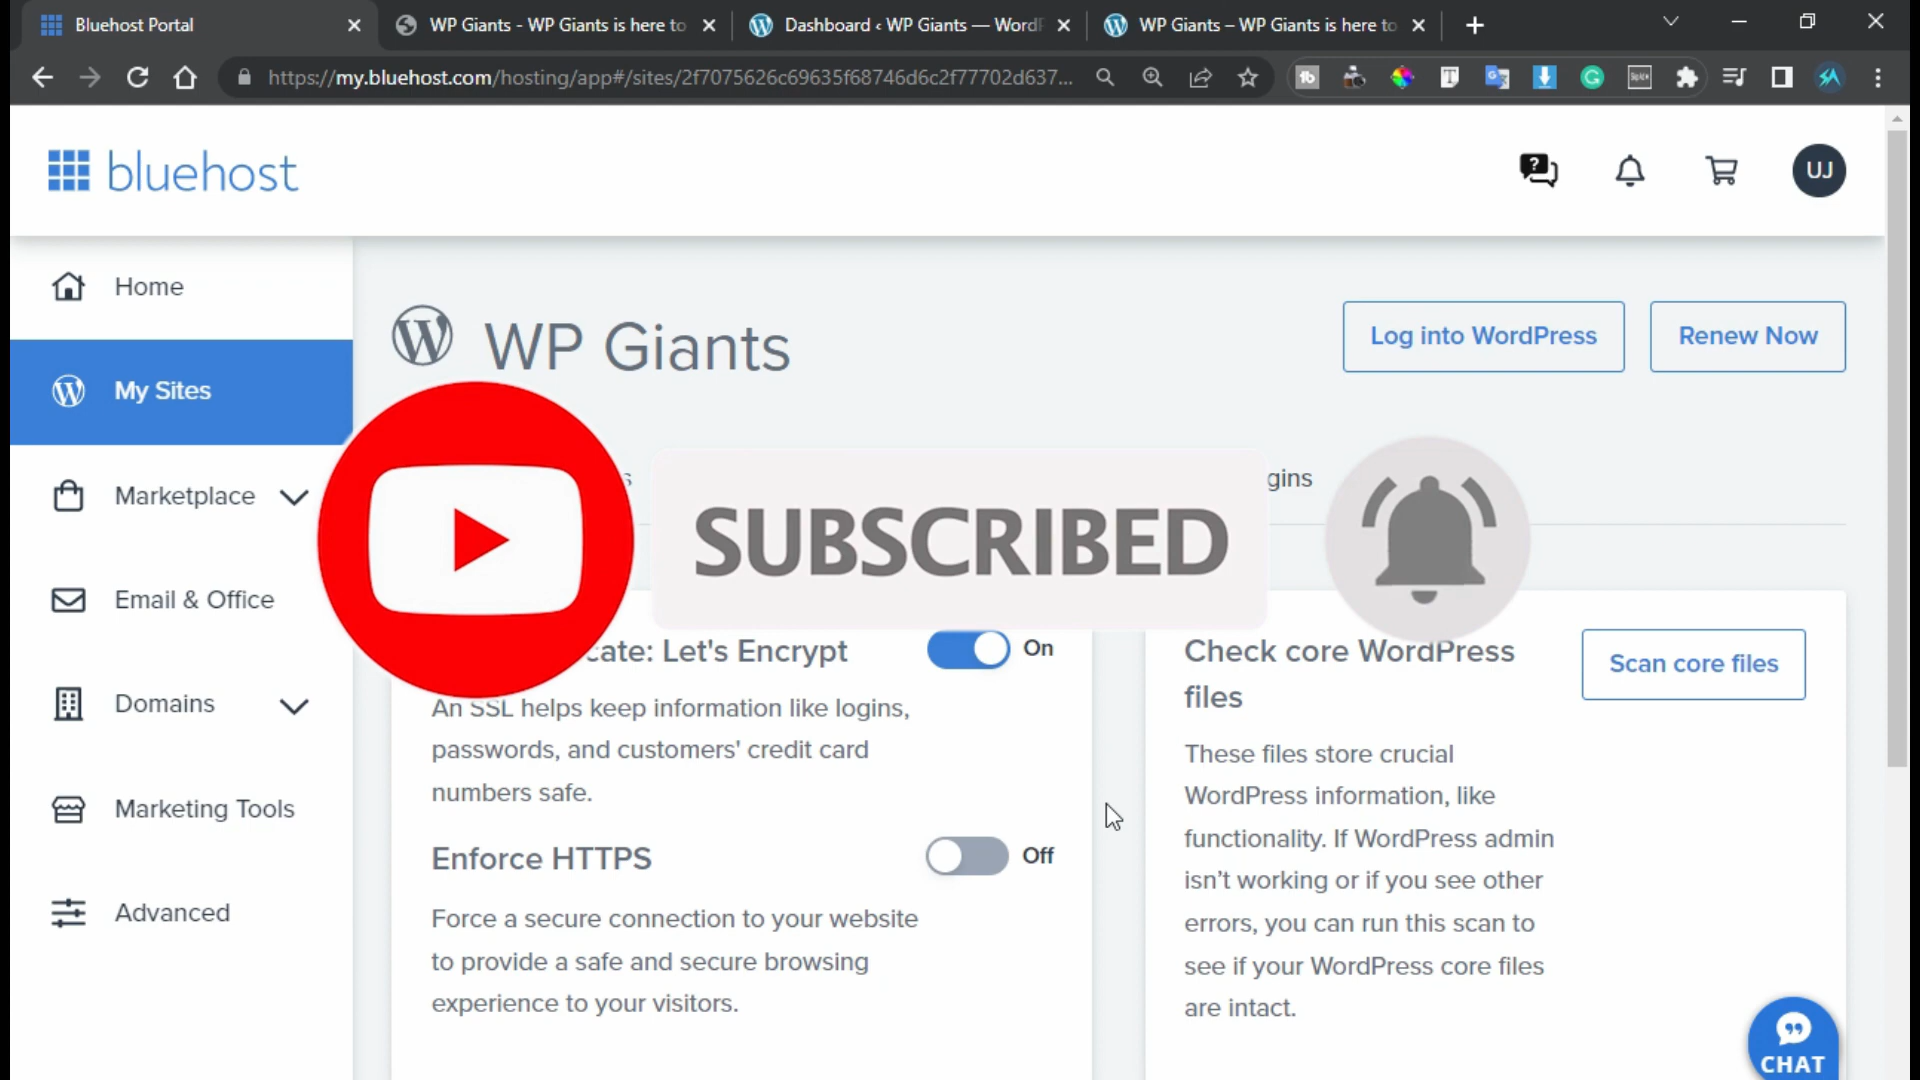 Bluehost Portal
WP Giants - WP Giants is here to
Dashboard ‹ WP Giants — WordP
WP Giants – WP Giants is here to
https://my.bluehost.com/hosting/app#/sites/2f7075626c69635f68746d6c2f77702d637...
bluehost
UJ
Home
My Sites
Marketplace
Email & Office
Domains
Marketing Tools
Advanced
WP Giants
Log into WordPress
Renew Now
SUBSCRIBED
cate: Let's Encrypt
On
An SSL helps keep information like logins,
passwords, and customers' credit card
numbers safe.
Enforce HTTPS
Off
Force a secure connection to your website
to provide a safe and secure browsing
experience to your visitors.
Check core WordPress
files
Scan core files
These files store crucial
WordPress information, like
functionality. If WordPress admin
isn't working or if you see other
errors, you can run this scan to
see if your WordPress core files
are intact.
CHAT